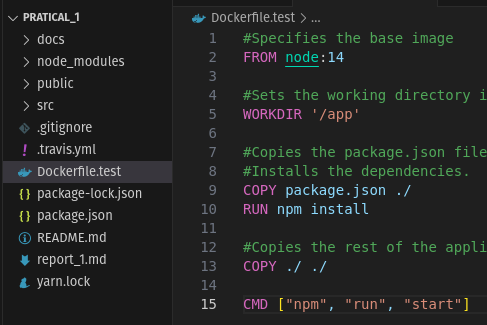 PRATICAL_1
docs
node_modules
public
src
.gitignore
.travis.yml
Dockerfile.test
package-lock.json
package.json
README.md
report_1.md
yarn.lock
Dockerfile.test > ...
1 #Specifies the base image
2 FROM node:14
3
4 #Sets the working directory i
5 WORKDIR '/app'
6
7 #Copies the package.json file
8 #Installs the dependencies.
9 COPY package.json ./
10 RUN npm install
11
12 #Copies the rest of the appli
13 COPY ./ ./
14
15 CMD ["npm", "run", "start"]